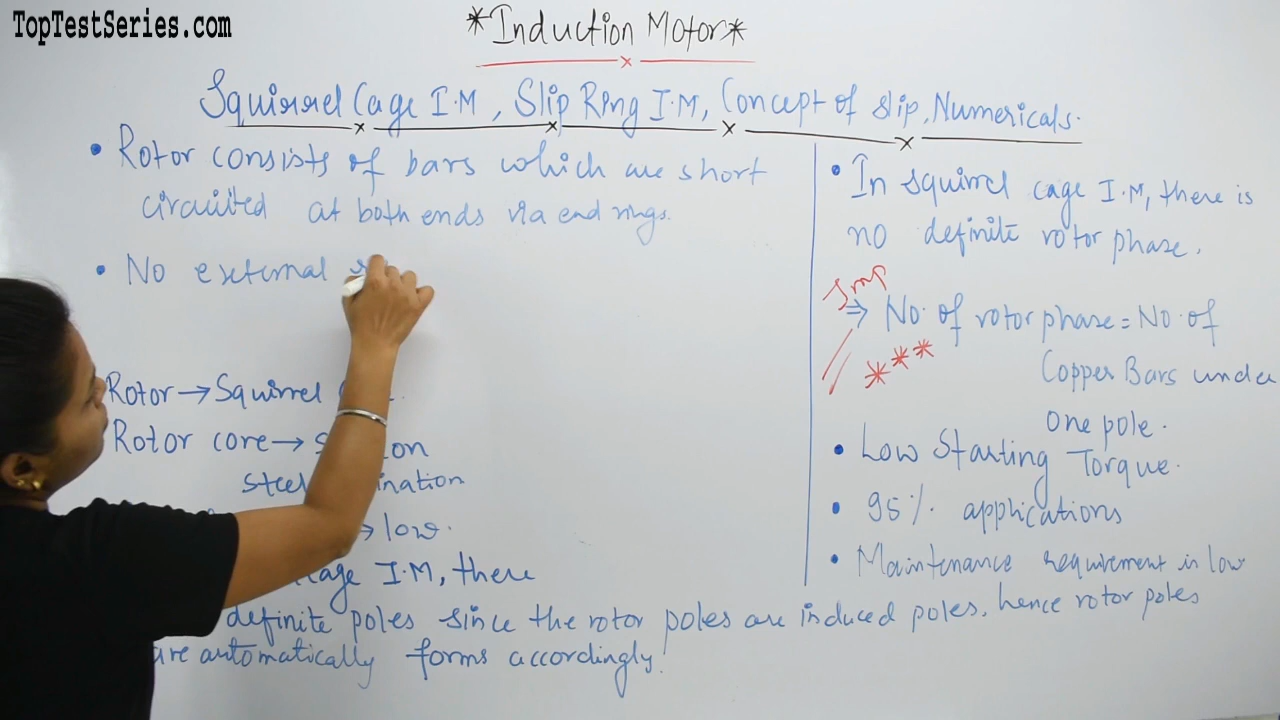 TopTestSeries.com
*Induction Motor*
Squirrel Cage I.M, Slip Ring I.M, Concept of slip, Numericals.
• Rotor consists of bars which are short
circuited at both ends via end rings.
• No external
Rotor → Squirrel
Rotor core →
steel
→ low.
Cage I.M, there
definite poles since the rotor poles are induced poles. hence rotor poles
are automatically forms accordingly.
• In squirrel cage I.M, there is
no definite rotor phase.
Imp
⇒ No. of rotor phase = No. of
Copper Bars under
one pole.
***
• Low Starting Torque.
• 95% applications
• Maintenance requirement is low